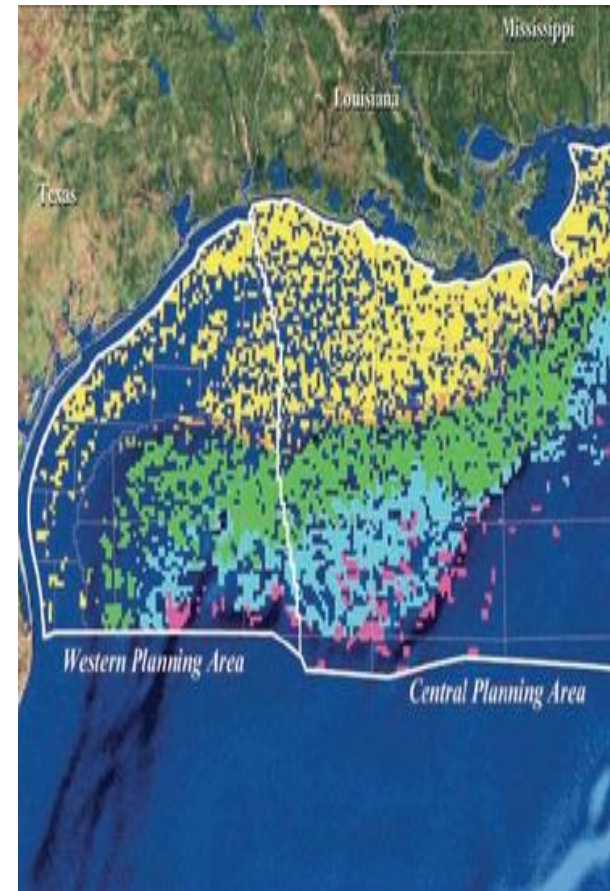 Mississippi
Louisiana
Texas
Western Planning Area
Central Planning Area